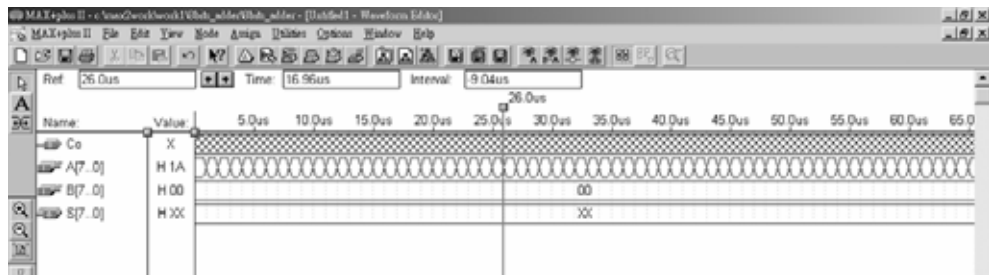 MAX+plus II - c:\max2work\work1\8bits_adder\8bits_adder - [Untitled1 - Waveform Editor]
MAX+plus II File Edit View Node Assign Utilities Options Window Help
Ref: 26.0us Time: 16.96us Interval: -9.04us
26.0us
Name: Value: 5.0us 10.0us 15.0us 20.0us 25.0us 30.0us 35.0us 40.0us 45.0us 50.0us 55.0us 60.0us 65.0
Co X
A[7..0] H 1A
B[7..0] H 00 00
S[7..0] H XX XX